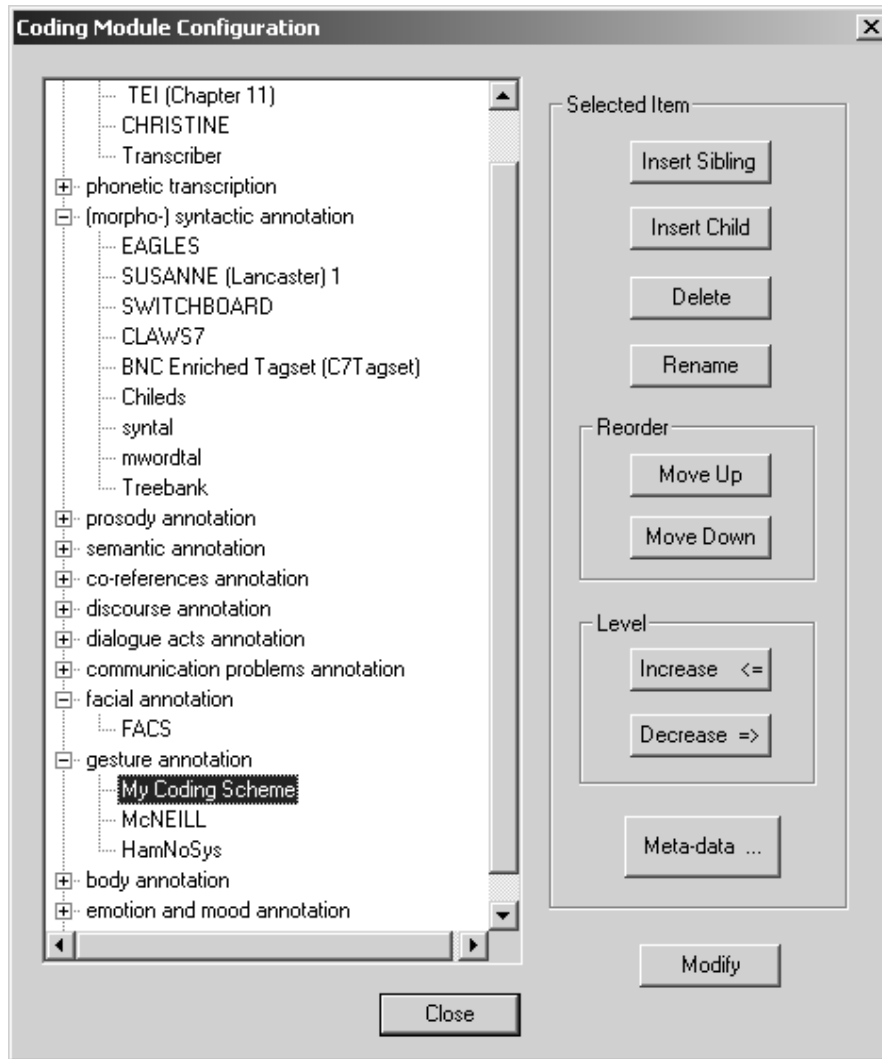 Coding Module Configuration
TEI (Chapter 11)
CHRISTINE
Transcriber
phonetic transcription
(morpho-) syntactic annotation
EAGLES
SUSANNE (Lancaster) 1
SWITCHBOARD
CLAWS7
BNC Enriched Tagset (C7Tagset)
Chileds
syntal
mwordtal
Treebank
prosody annotation
semantic annotation
co-references annotation
discourse annotation
dialogue acts annotation
communication problems annotation
facial annotation
FACS
gesture annotation
My Coding Scheme
McNEILL
HamNoSys
body annotation
emotion and mood annotation
Selected Item
Insert Sibling
Insert Child
Delete
Rename
Reorder
Move Up
Move Down
Level
Increase <=
Decrease =>
Meta-data ...
Modify
Close